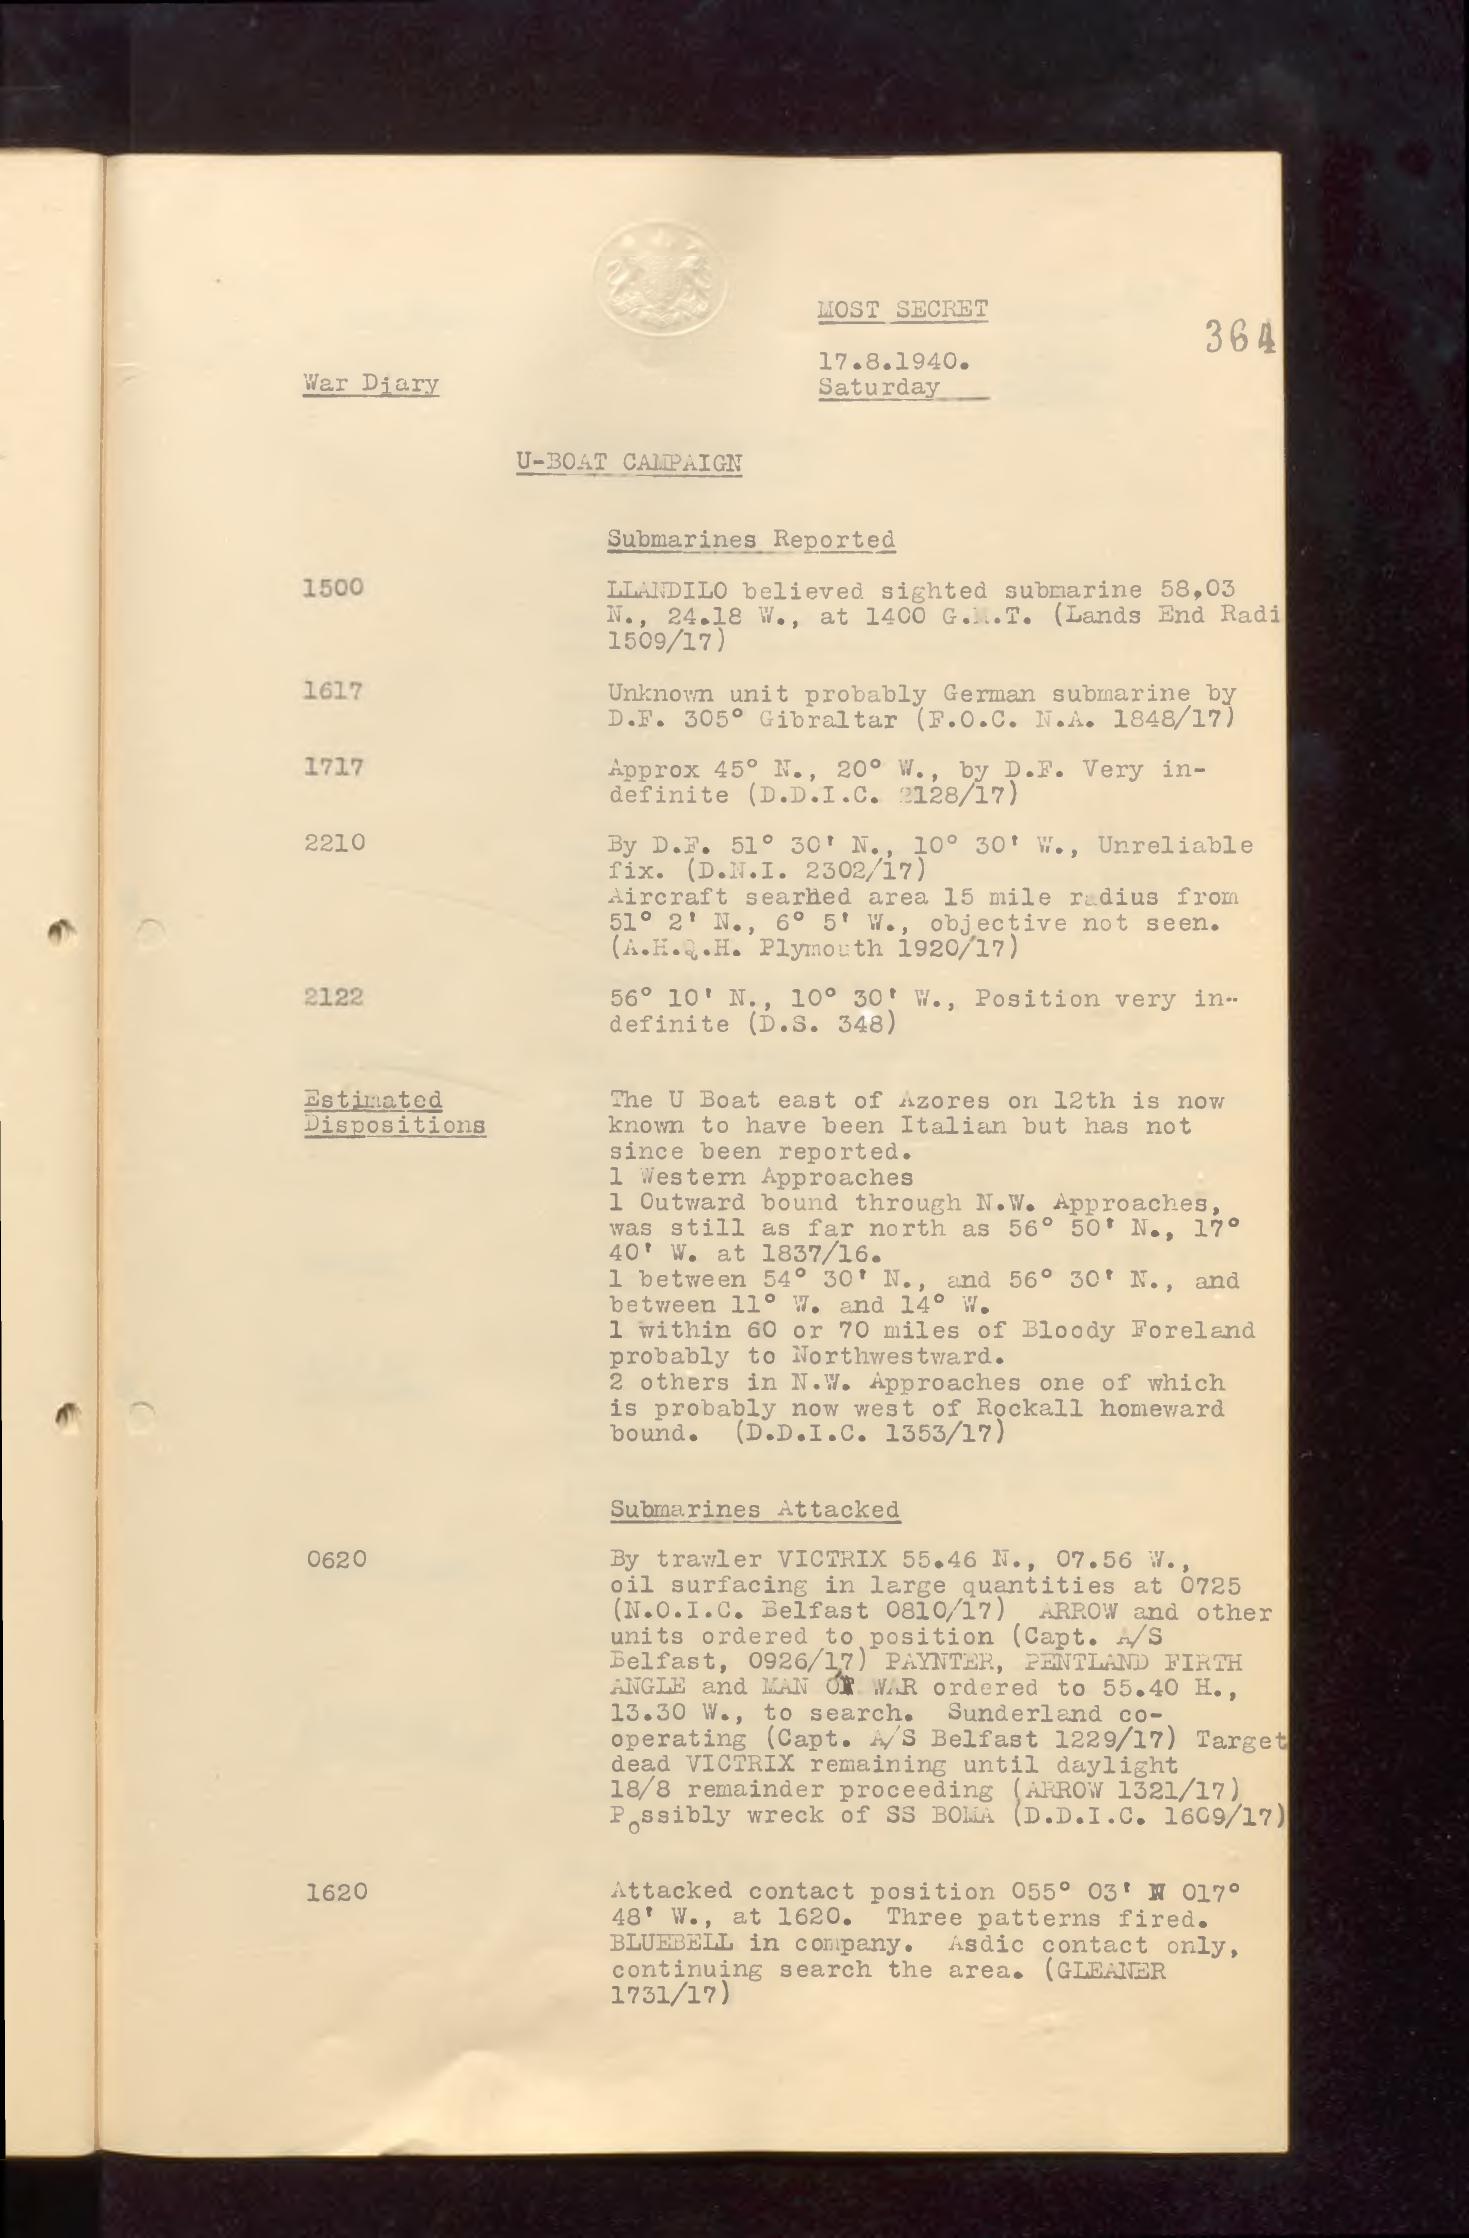 MOST SECRET
364
17.8.1940.
War Diary
Saturday
U-BOAT CAMPAIGN
Submarines Reported
1500
LLANDILO believed sighted submarine 58,03
N., 24.18 W., at 1400 G.M.T. (Lands End Radi
1509/17)
1617
Unknown unit probably German submarine by
D.F. 305° Gibraltar (F.O.C. N.A. 1848/17)
1717
Approx 45° N., 20° W., by D.F. Very in-
definite (D.D.I.C. 2128/17)
2210
By D.F. 51° 30' N., 10° 30' W., Unreliable
fix. (D.N.I. 2302/17)
Aircraft searhed area 15 mile radius from
51° 2' N., 6° 5' W., objective not seen.
(A.H.Q.H. Plymouth 1920/17)
2122
56° 10' N., 10° 30' W., Position very in-
definite (D.S. 348)
Estimated
Dispositions
The U Boat east of Azores on 12th is now
known to have been Italian but has not
since been reported.
1 Western Approaches
1 Outward bound through N.W. Approaches,
was still as far north as 56° 50' N., 17°
40' W. at 1837/16.
1 between 54° 30' N., and 56° 30' N., and
between 11° W. and 14° W.
1 within 60 or 70 miles of Bloody Foreland
probably to Northwestward.
2 others in N.W. Approaches one of which
is probably now west of Rockall homeward
bound. (D.D.I.C. 1353/17)
Submarines Attacked
0620
By trawler VICTRIX 55.46 N., 07.56 W.,
oil surfacing in large quantities at 0725
(N.O.I.C. Belfast 0810/17) ARROW and other
units ordered to position (Capt. A/S
Belfast, 0926/17) PAYNTER, PENTLAND FIRTH
ANGLE and MAN OF WAR ordered to 55.40 H.,
13.30 W., to search. Sunderland co-
operating (Capt. A/S Belfast 1229/17) Target
dead VICTRIX remaining until daylight
18/8 remainder proceeding (ARROW 1321/17)
Possibly wreck of SS BOMA (D.D.I.C. 1609/17)
1620
Attacked contact position 055° 03' N 017°
48' W., at 1620. Three patterns fired.
BLUEBELL in company. Asdic contact only,
continuing search the area. (GLEANER
1731/17)